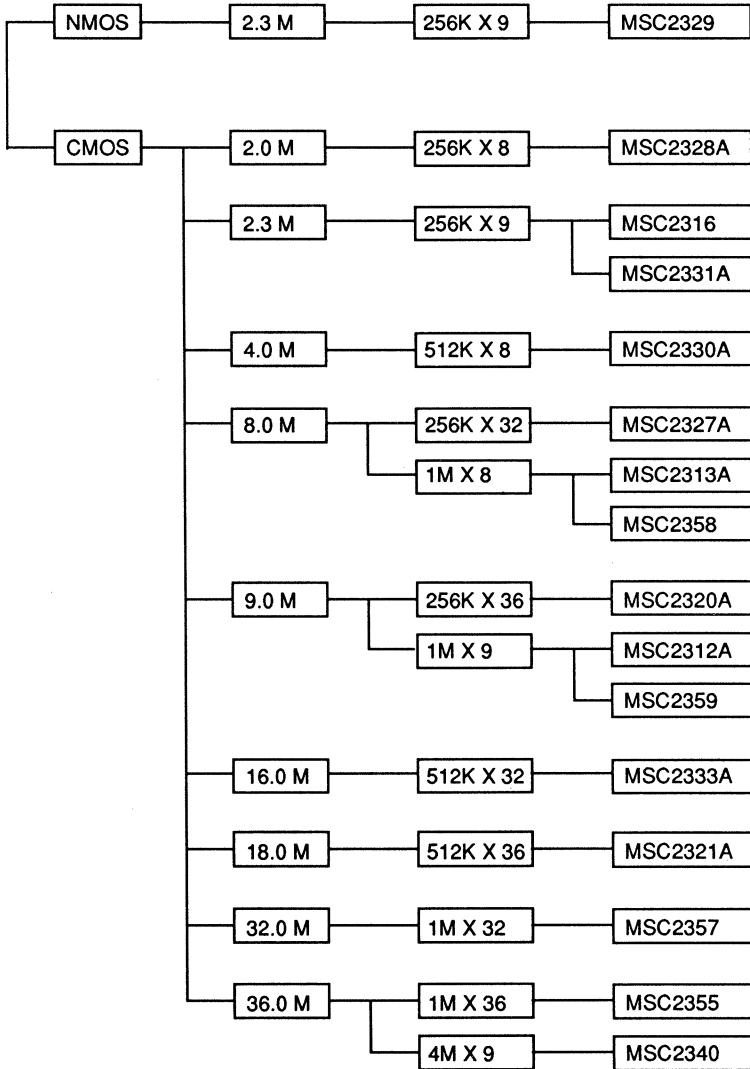 NMOS 2.3 M 256K X 9 MSC2329
CMOS 2.0 M 256K X 8 MSC2328A
2.3 M 256K X 9 MSC2316
MSC2331A
4.0 M 512K X 8 MSC2330A
8.0 M 256K X 32 MSC2327A
1M X 8 MSC2313A
MSC2358
9.0 M 256K X 36 MSC2320A
1M X 9 MSC2312A
MSC2359
16.0 M 512K X 32 MSC2333A
18.0 M 512K X 36 MSC2321A
32.0 M 1M X 32 MSC2357
36.0 M 1M X 36 MSC2355
4M X 9 MSC2340